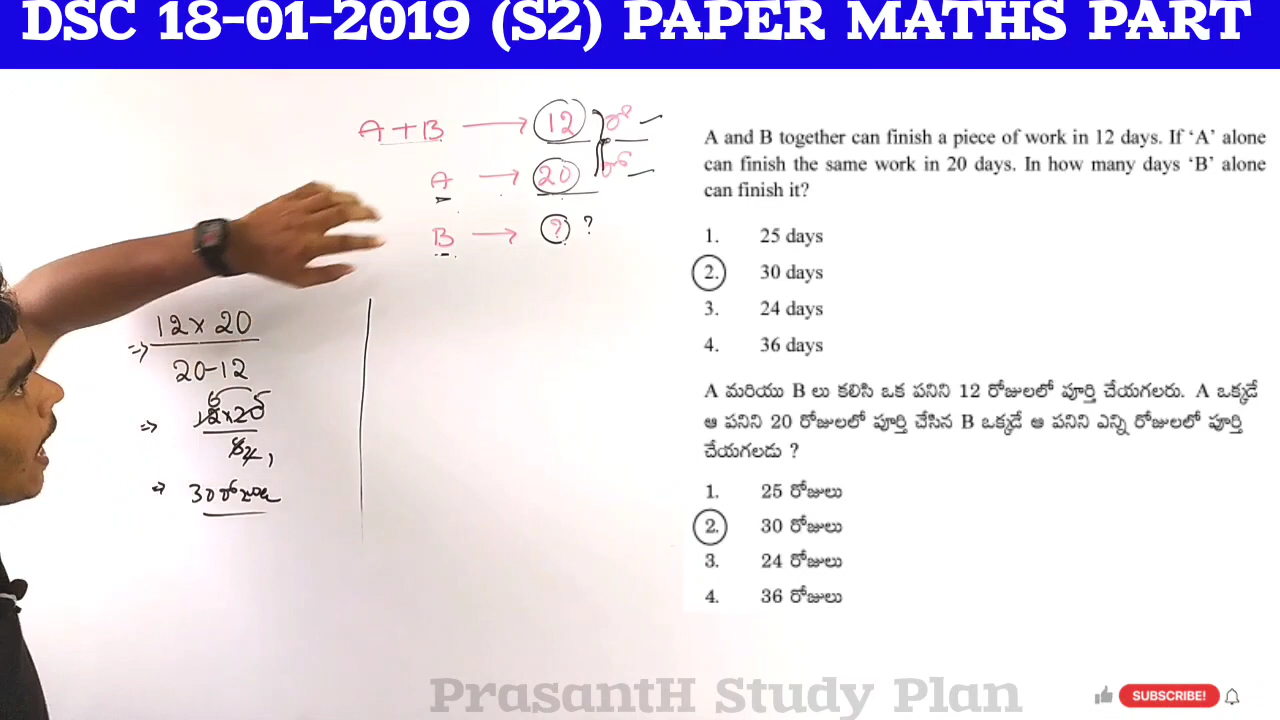 DSC 18-01-2019 (S2) PAPER MATHS PART
A + B → 12
A → 20
B → ? ?
12 x 20
20-12
⇒ 30 రోజులు
A and B together can finish a piece of work in 12 days. If ‘A’ alone
can finish the same work in 20 days. In how many days ‘B’ alone
can finish it?
1. 25 days
2. 30 days
3. 24 days
4. 36 days
A మరియు B లు కలిసి ఒక పనిని 12 రోజులలో పూర్తి చేయగలరు. A ఒక్కడే
ఆ పనిని 20 రోజులలో పూర్తి చేసిన B ఒక్కడే ఆ పనిని ఎన్ని రోజులలో పూర్తి
చేయగలడు ?
1. 25 రోజులు
2. 30 రోజులు
3. 24 రోజులు
4. 36 రోజులు
PrasantH Study Plan
SUBSCRIBE!